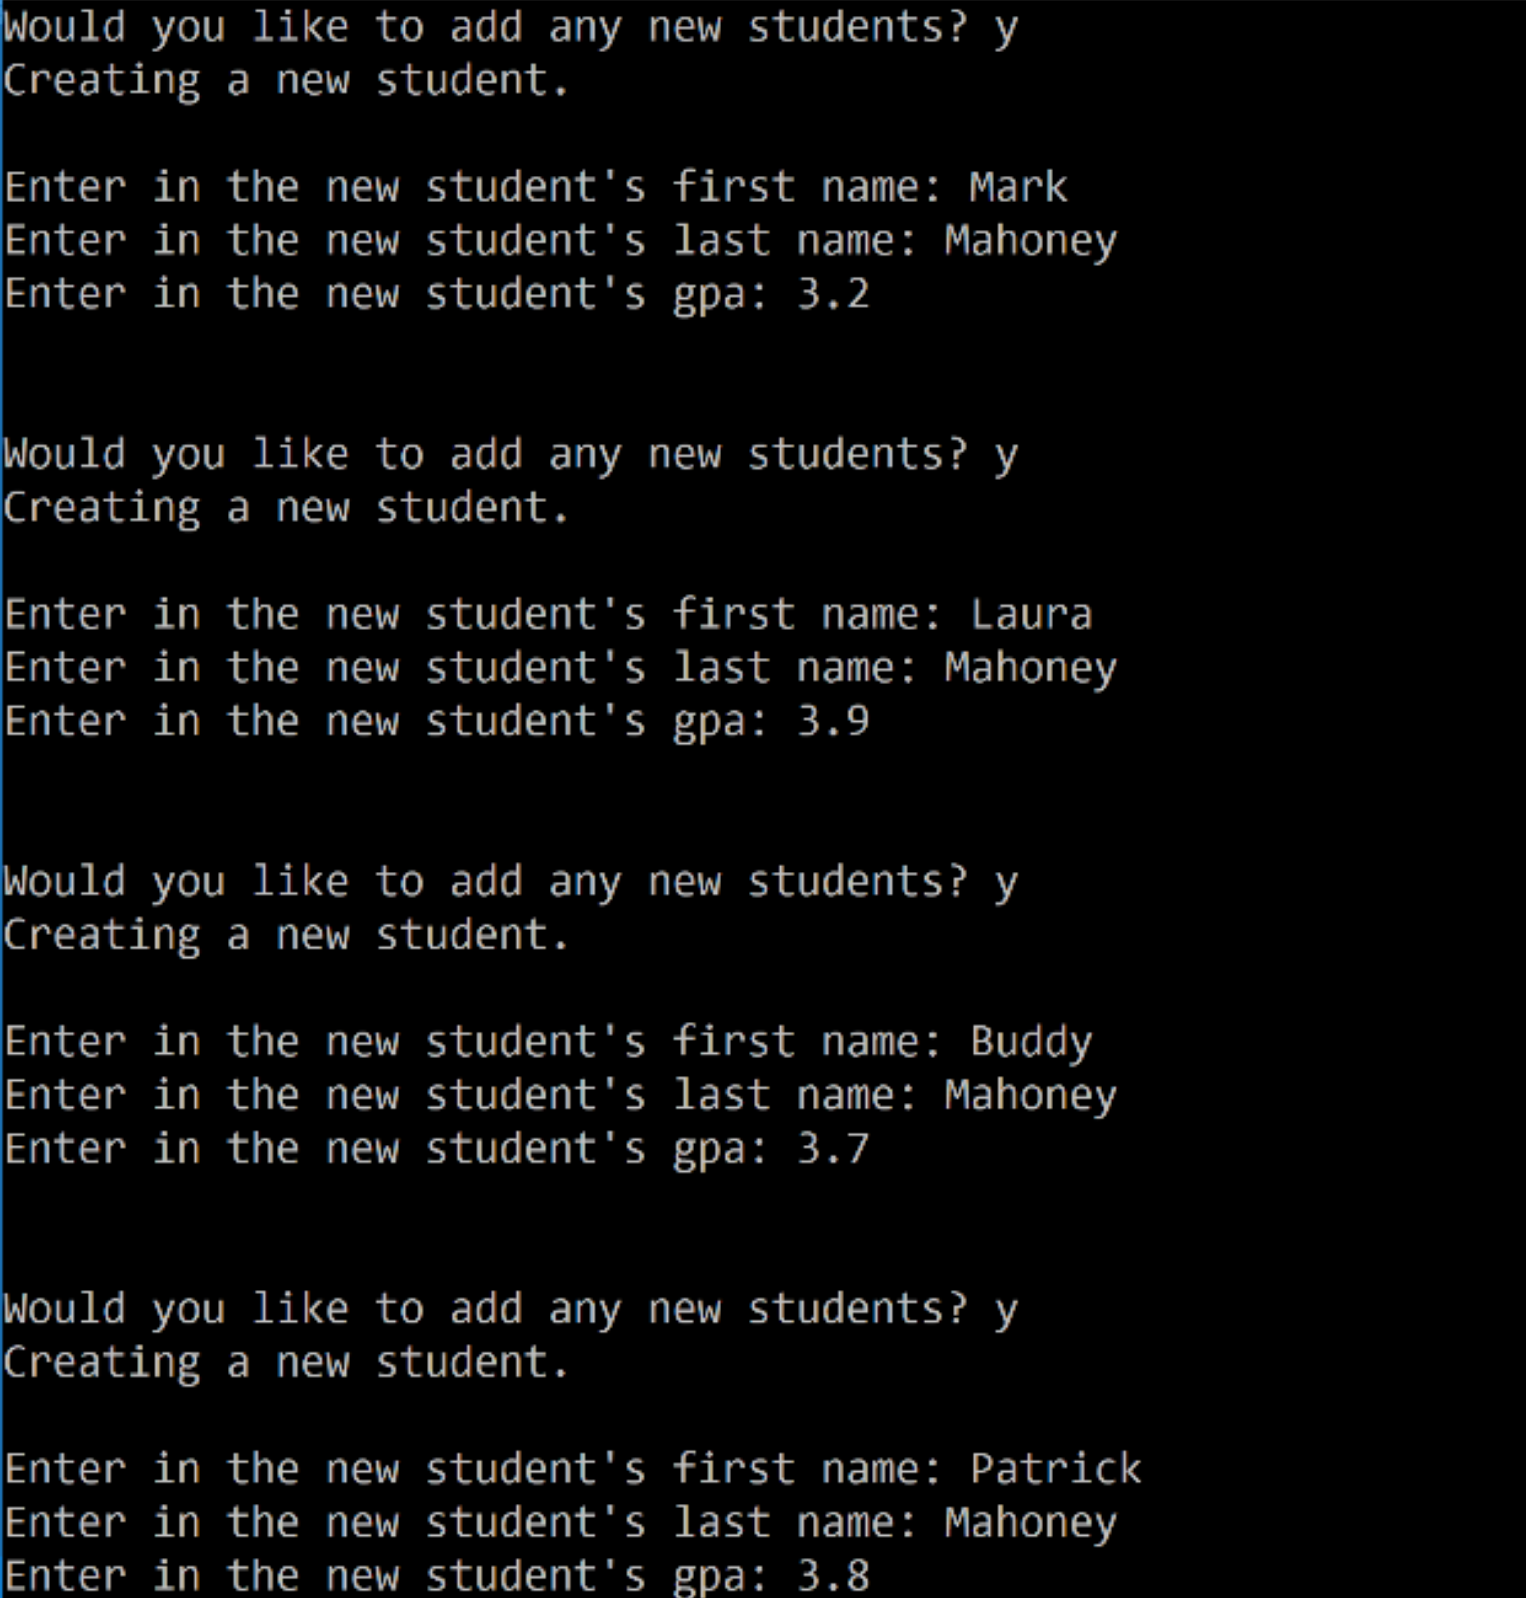 Would you like to add any new students? y
Creating a new student.
Enter in the new student's first name: Mark
Enter in the new student's last name: Mahoney
Enter in the new student's gpa: 3.2
Would you like to add any new students? y
Creating a new student.
Enter in the new student's first name: Laura
Enter in the new student's last name: Mahoney
Enter in the new student's gpa: 3.9
Would you like to add any new students? y
Creating a new student.
Enter in the new student's first name: Buddy
Enter in the new student's last name: Mahoney
Enter in the new student's gpa: 3.7
Would you like to add any new students? y
Creating a new student.
Enter in the new student's first name: Patrick
Enter in the new student's last name: Mahoney
Enter in the new student's gpa: 3.8